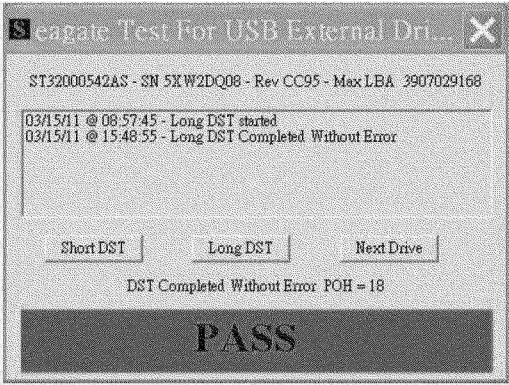 Seagate Test For USB External Dri...
ST32000542AS - SN 5XW2DQ08 - Rev CC95 - Max LBA 3907029168
03/15/11 @ 08:57:45 - Long DST started
03/15/11 @ 15:48:55 - Long DST Completed Without Error
Short DST Long DST Next Drive
DST Completed Without Error POH = 18
PASS